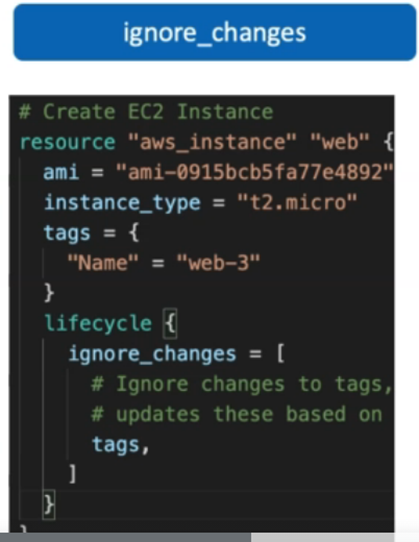 ignore_changes
# Create EC2 Instance
resource "aws_instance" "web" {
  ami = "ami-0915bcb5fa77e4892"
  instance_type = "t2.micro"
  tags = {
    "Name" = "web-3"
  }
  lifecycle {
    ignore_changes = [
      # Ignore changes to tags,
      # updates these based on
      tags,
    ]
  }
}